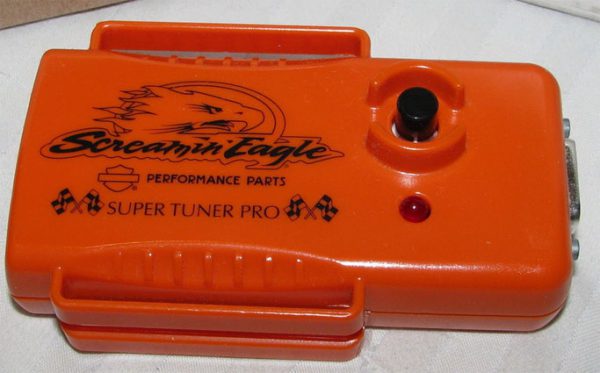 Screamin' Eagle
PERFORMANCE PARTS
SUPER TUNER PRO